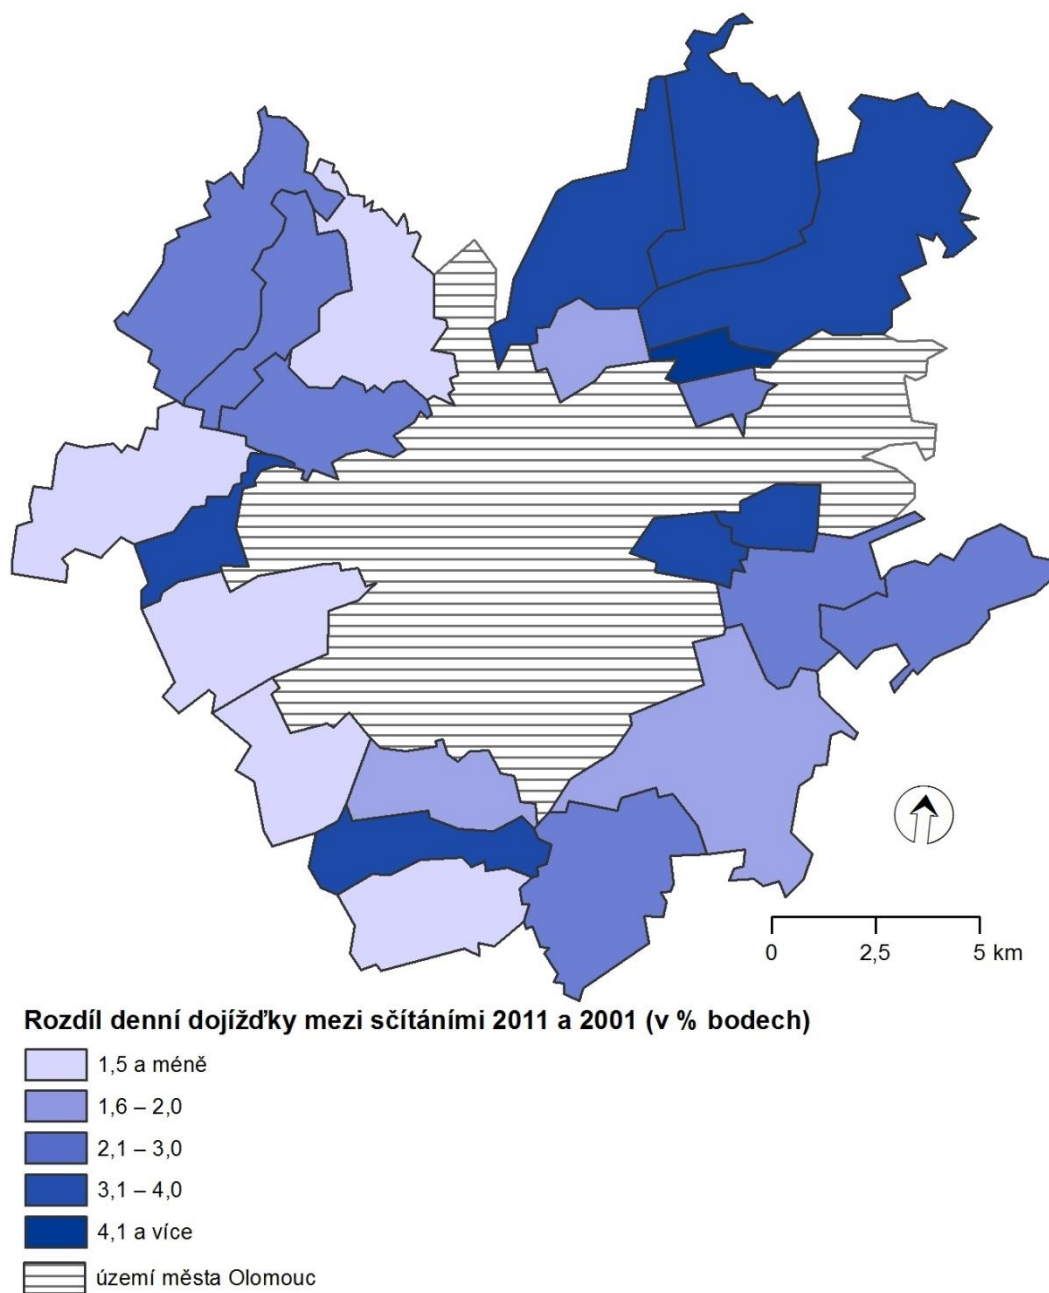 0 2,5 5 km
Rozdíl denní dojížďky mezi sčítáními 2011 a 2001 (v % bodech)
1,5 a méně
1,6 – 2,0
2,1 – 3,0
3,1 – 4,0
4,1 a více
území města Olomouc